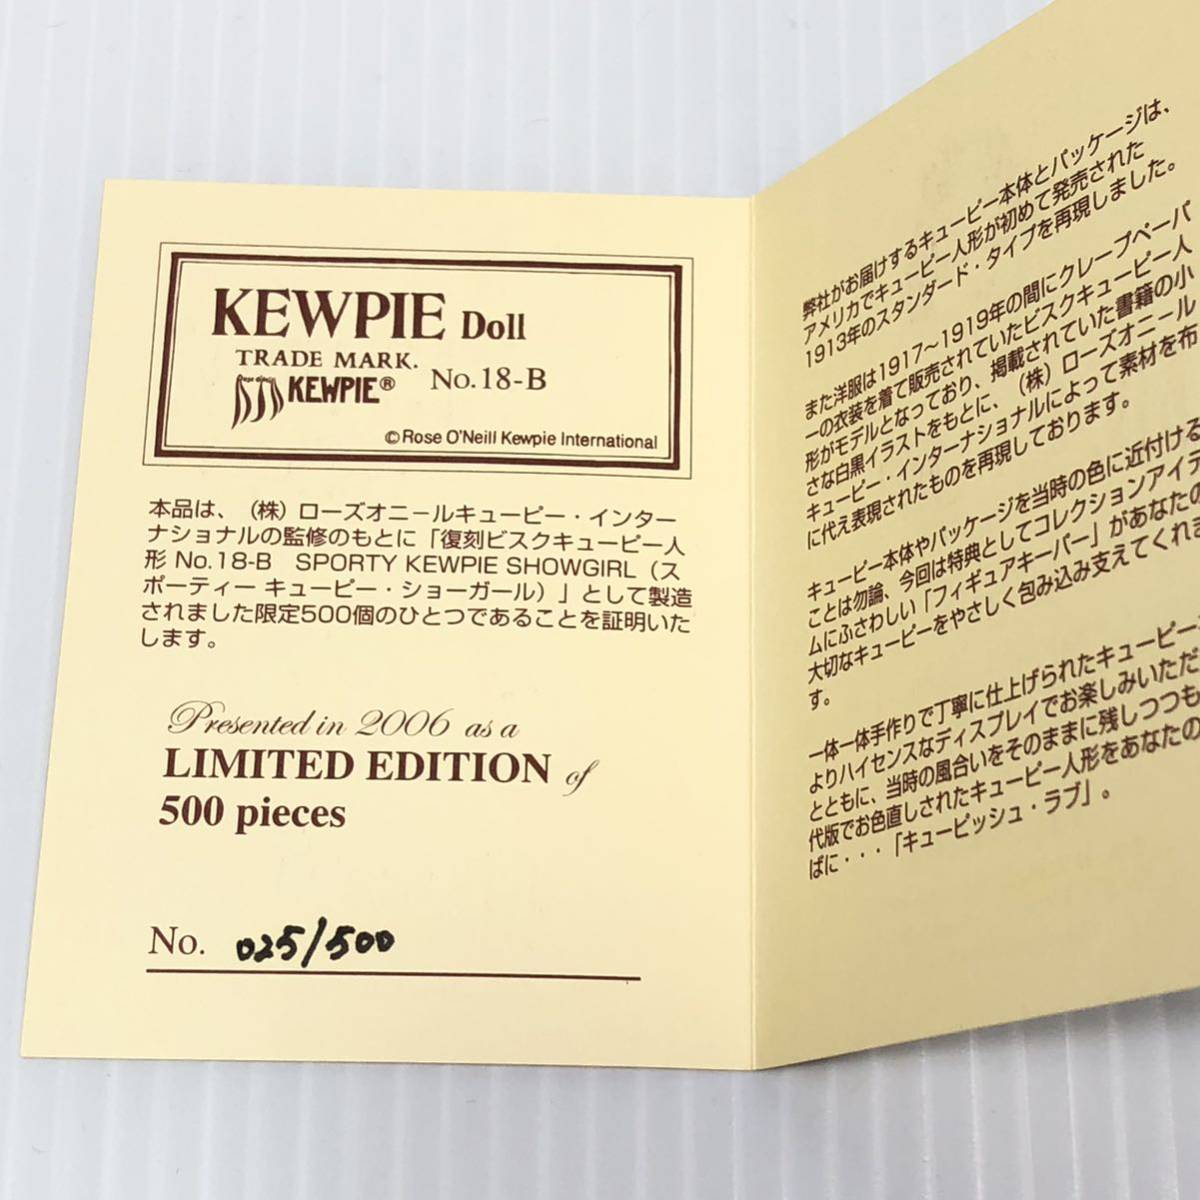 KEWPIE Doll
TRADE MARK.
KEWPIE® No.18-B
©Rose O'Neill Kewpie International
本品は、(株)ローズオニールキューピー・インター
ナショナルの監修のもとに「復刻ビスクキューピー人
形 No.18-B SPORTY KEWPIE SHOWGIRL(ス
ポーティー キューピー・ショーガール)」として製造
されました限定500個のひとつであることを証明いた
します。
Presented in 2006 as a
LIMITED EDITION of
500 pieces
No. 025/500
弊社がお届けするキューピー本体とパッケージは、
アメリカでキューピー人形が初めて発売された
1913年のスタンダード・タイプを再現しました。
また洋服は1917〜1919年の間にクレープペーパ
ーの衣装を着て販売されていたビスクキューピー人
形がモデルとなっており、掲載されていた書籍の小
さな白黒イラストをもとに、(株)ローズオニール
キューピー・インターナショナルによって素材を布
に代え表現されたものを再現しております。
キューピー本体やパッケージを当時の色に近付ける
ことは勿論、今回は特典としてコレクションアイテ
ムにふさわしい「フィギュアキーパー」があなたの
大切なキューピーをやさしく包み込み支えてくれま
す。
一体一体手作りで丁寧に仕上げられたキューピー
よりハイセンスなディスプレイでお楽しみいただ
とともに、当時の風合いをそのままに残しつつも
代版でお色直しされたキューピー人形をあなたの
ばに・・・「キューピッシュ・ラブ」。